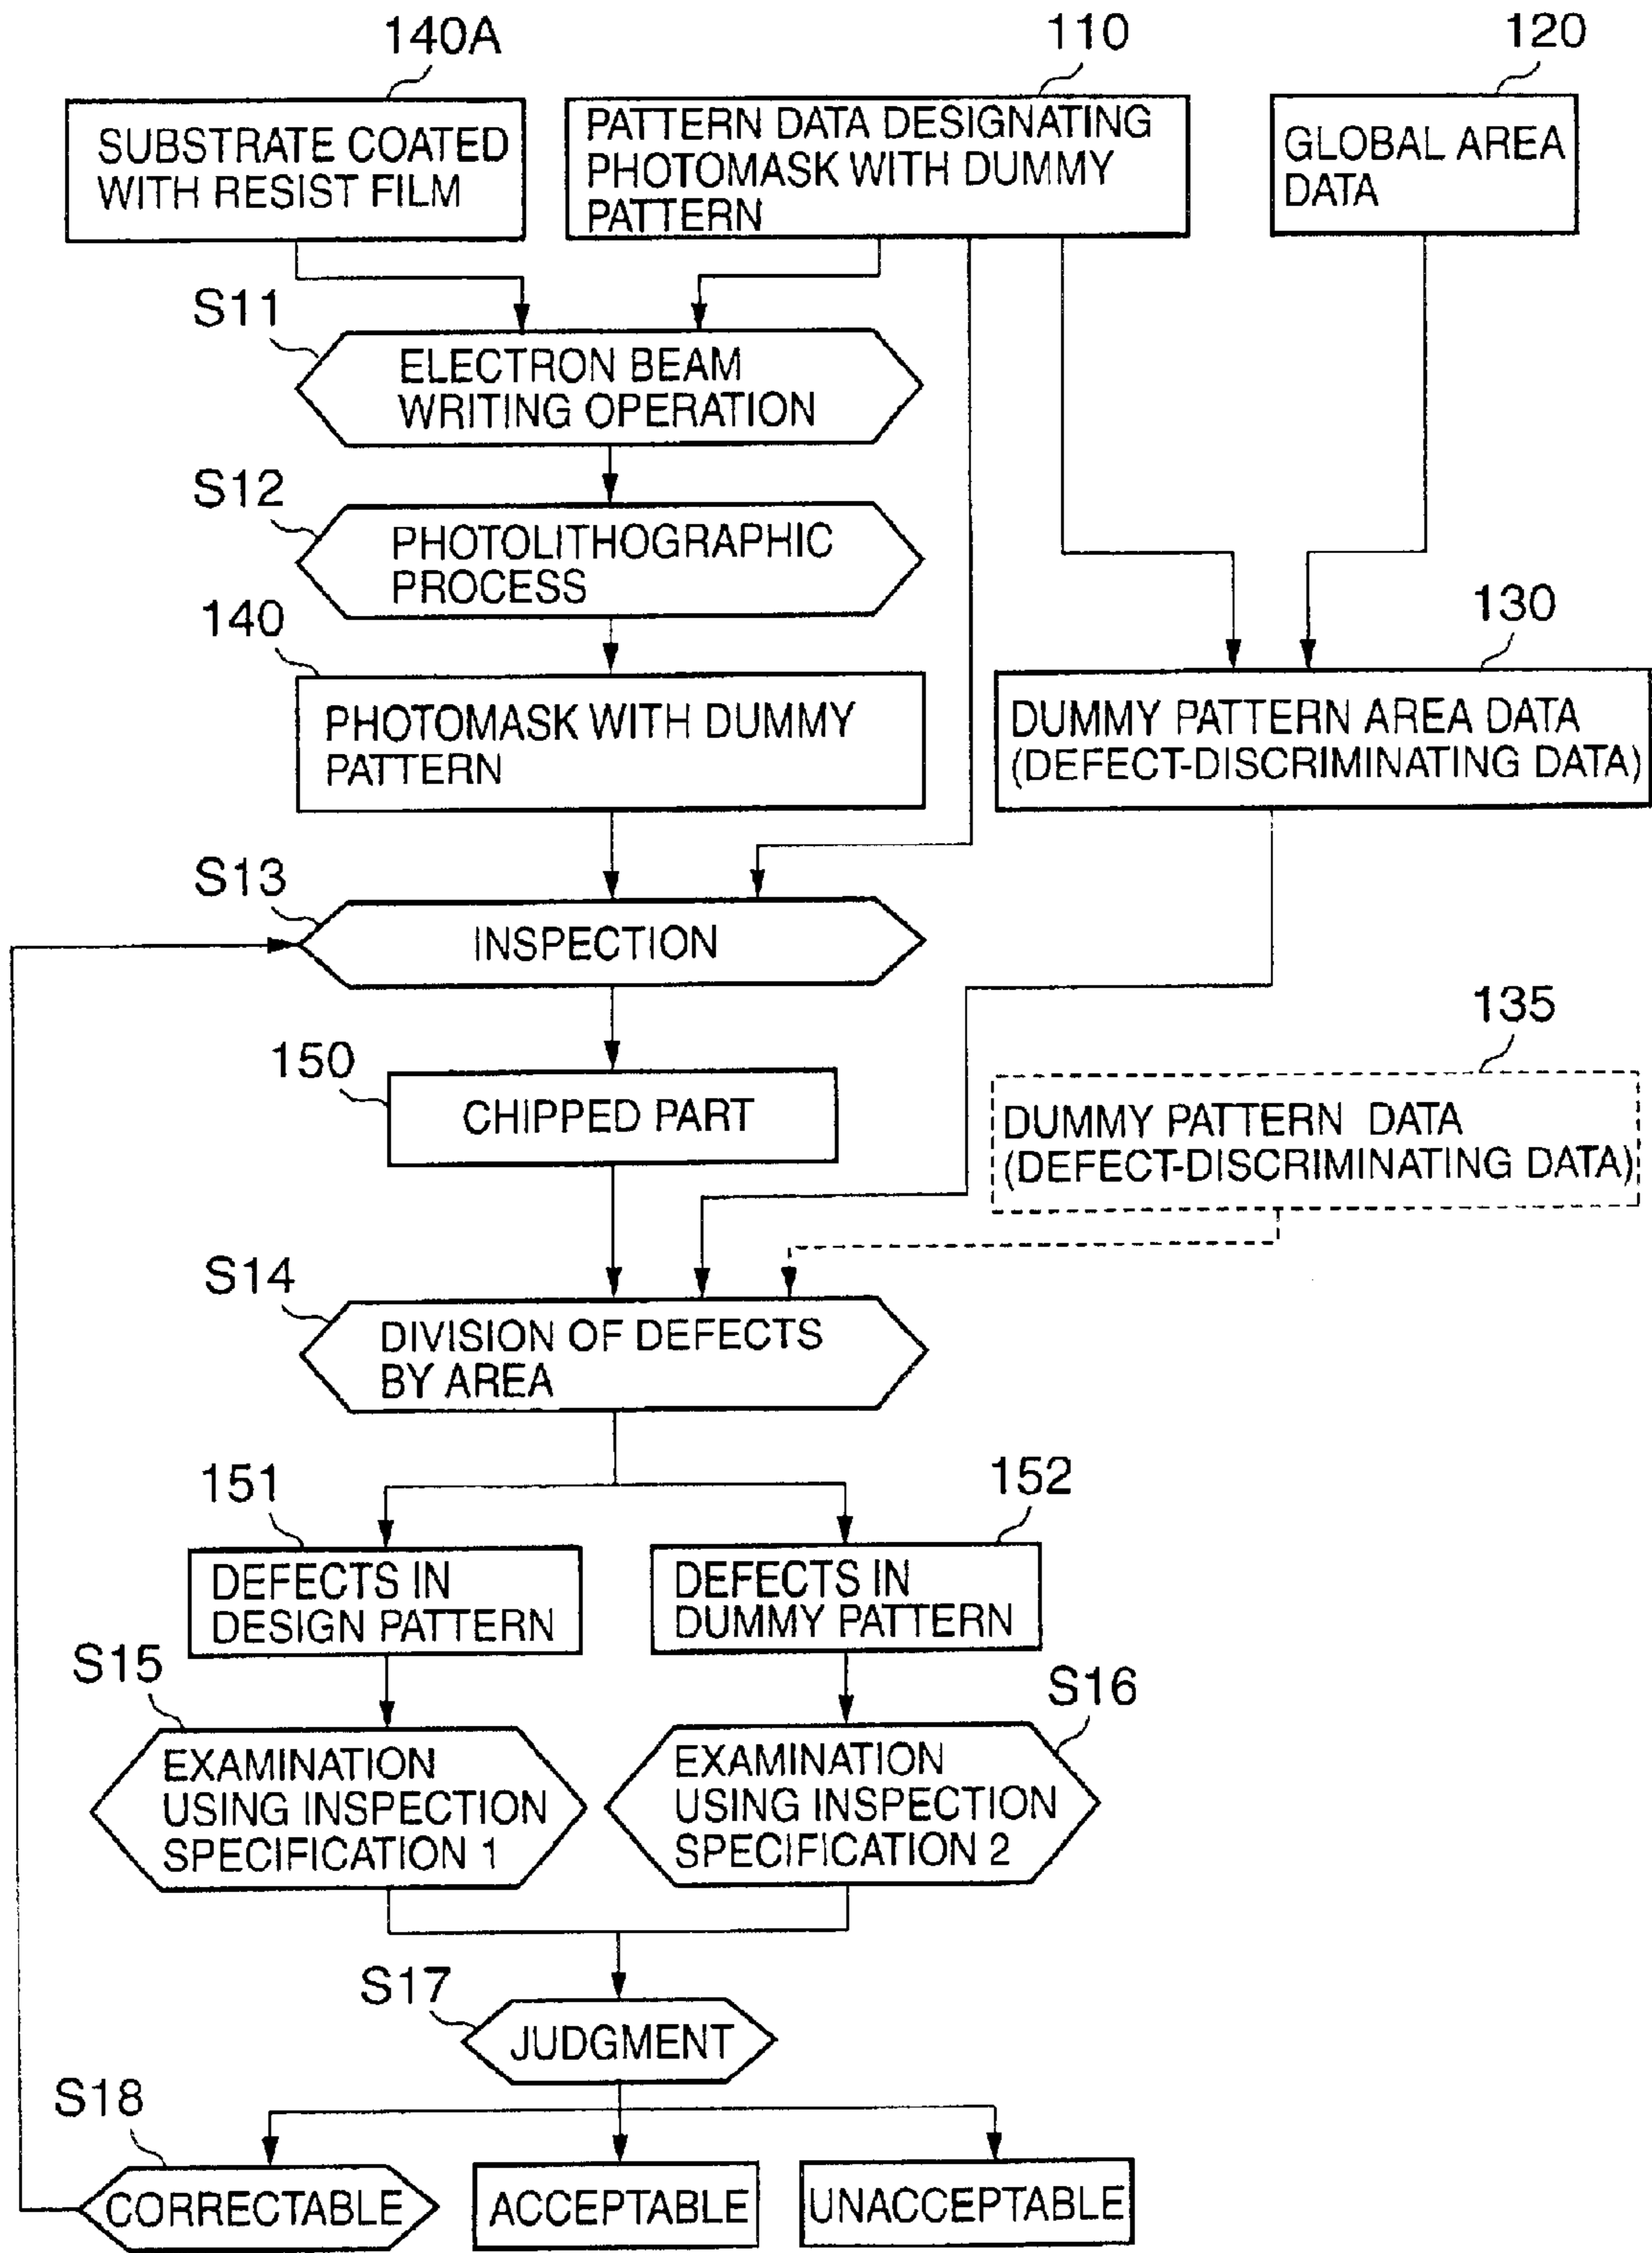 140A
110
120
SUBSTRATE COATED
WITH RESIST FILM
PATTERN DATA DESIGNATING
PHOTOMASK WITH DUMMY
PATTERN
GLOBAL AREA
DATA
S11
ELECTRON BEAM
WRITING OPERATION
S12
PHOTOLITHOGRAPHIC
PROCESS
140
130
PHOTOMASK WITH DUMMY
PATTERN
DUMMY PATTERN AREA DATA
(DEFECT-DISCRIMINATING DATA)
S13
INSPECTION
135
150
CHIPPED PART
DUMMY PATTERN DATA
(DEFECT-DISCRIMINATING DATA)
S14
DIVISION OF DEFECTS
BY AREA
151
152
DEFECTS IN
DESIGN PATTERN
DEFECTS IN
DUMMY PATTERN
S15
S16
EXAMINATION
USING INSPECTION
SPECIFICATION 1
EXAMINATION
USING INSPECTION
SPECIFICATION 2
S17
JUDGMENT
S18
CORRECTABLE
ACCEPTABLE
UNACCEPTABLE